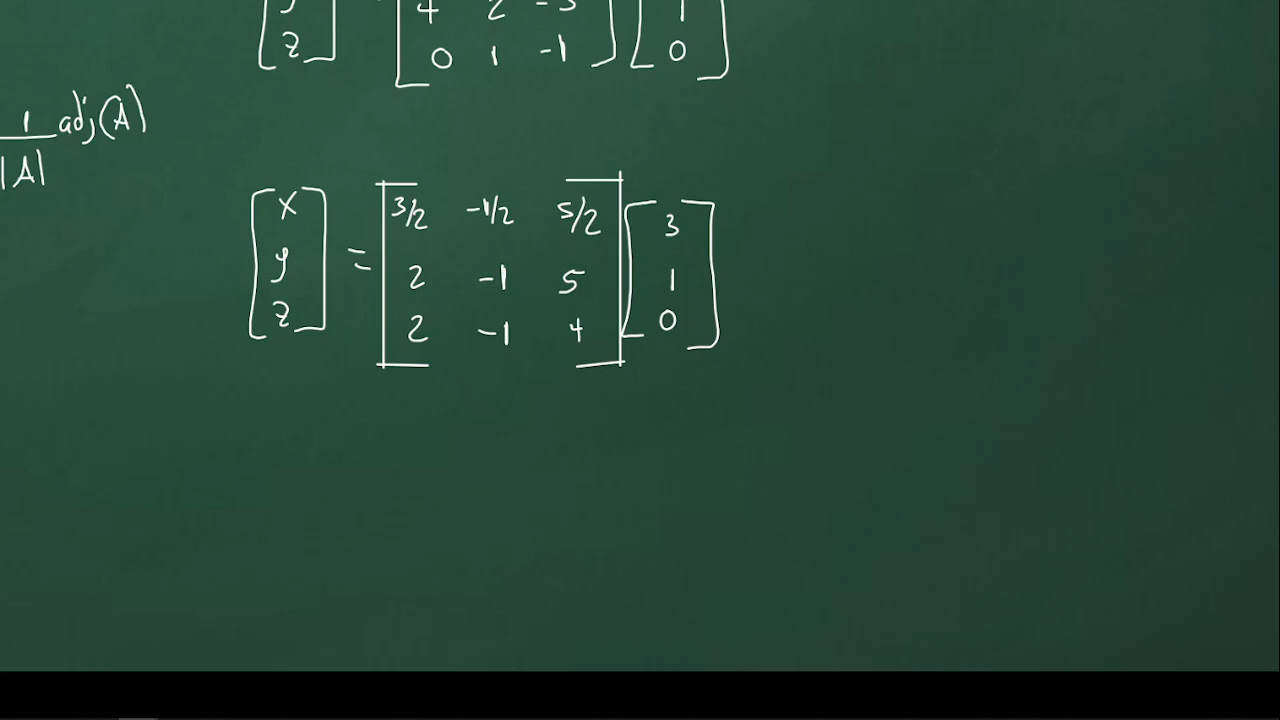 4 2 -3 1
z 0 1 -1 0
1 adj(A)
|A|
x 3/2 -1/2 5/2 3
y = 2 -1 5 1
z 2 -1 4 0